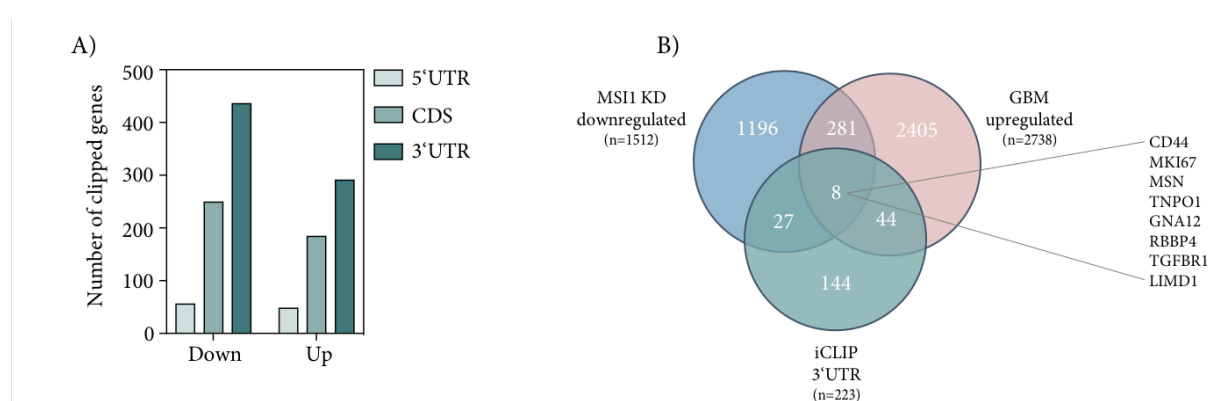 A)
Number of clipped genes
500
400
300
200
100
0
Down
Up
5‘UTR
CDS
3‘UTR
B)
MSI1 KD
downregulated
(n=1512)
GBM
upregulated
(n=2738)
1196
281
2405
8
27
44
144
iCLIP
3‘UTR
(n=223)
CD44
MKI67
MSN
TNPO1
GNA12
RBBP4
TGFBR1
LIMD1